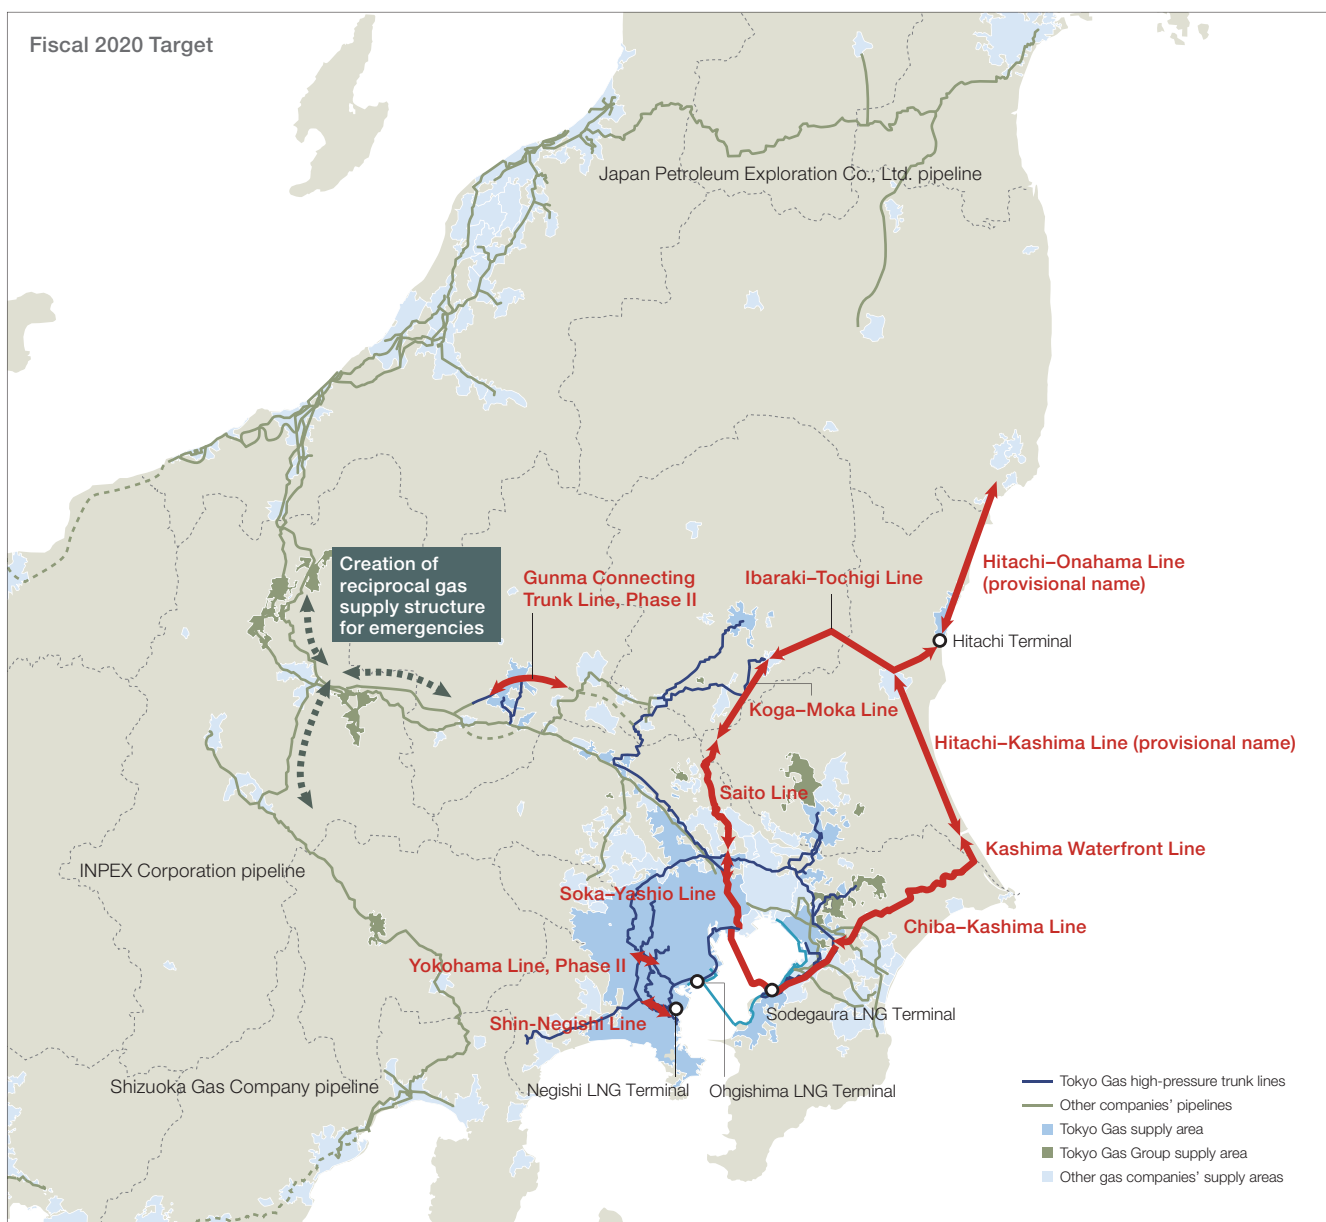 Fiscal 2020 Target
Japan Petroleum Exploration Co., Ltd. pipeline
Creation of
reciprocal gas
supply structure
for emergencies
Gunma Connecting
Trunk Line, Phase II
Ibaraki–Tochigi Line
Hitachi–Onahama Line
(provisional name)
Hitachi Terminal
Koga–Moka Line
Hitachi–Kashima Line (provisional name)
Saito Line
Kashima Waterfront Line
INPEX Corporation pipeline
Soka–Yashio Line
Chiba–Kashima Line
Yokohama Line, Phase II
Sodegaura LNG Terminal
Shin-Negishi Line
Shizuoka Gas Company pipeline
Negishi LNG Terminal
Ohgishima LNG Terminal
Tokyo Gas high-pressure trunk lines
Other companies' pipelines
Tokyo Gas supply area
Tokyo Gas Group supply area
Other gas companies' supply areas